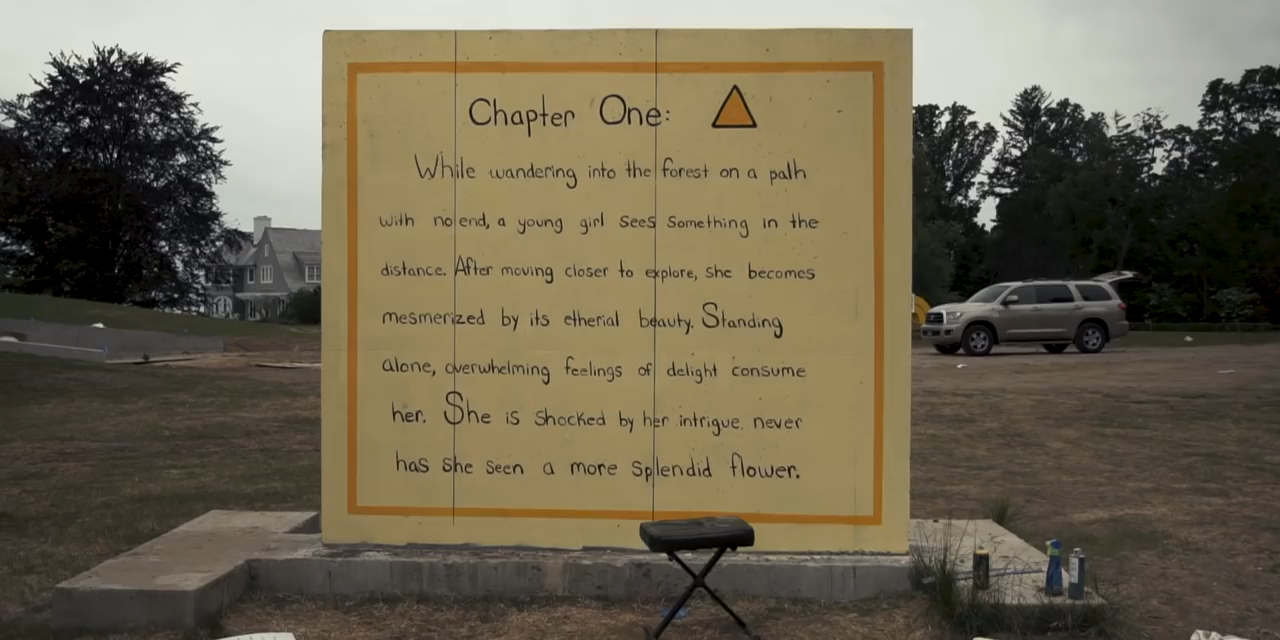 Chapter One:
While wandering into the forest on a path
with no end, a young girl sees something in the
distance. After moving closer to explore, she becomes
mesmerized by its etherial beauty. Standing
alone, overwhelming feelings of delight consume
her. She is shocked by her intrigue, never
has she seen a more splendid flower.